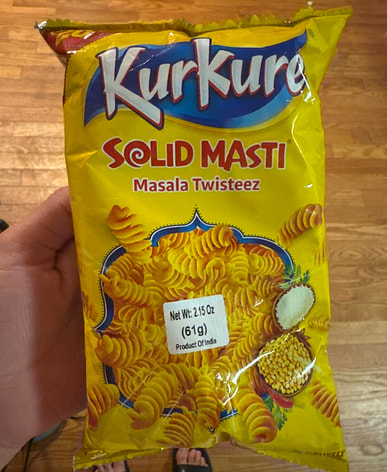 KurKure
SOLID MASTI
Masala Twisteez
Net Wt: 2.15 Oz
(61g)
Product Of India